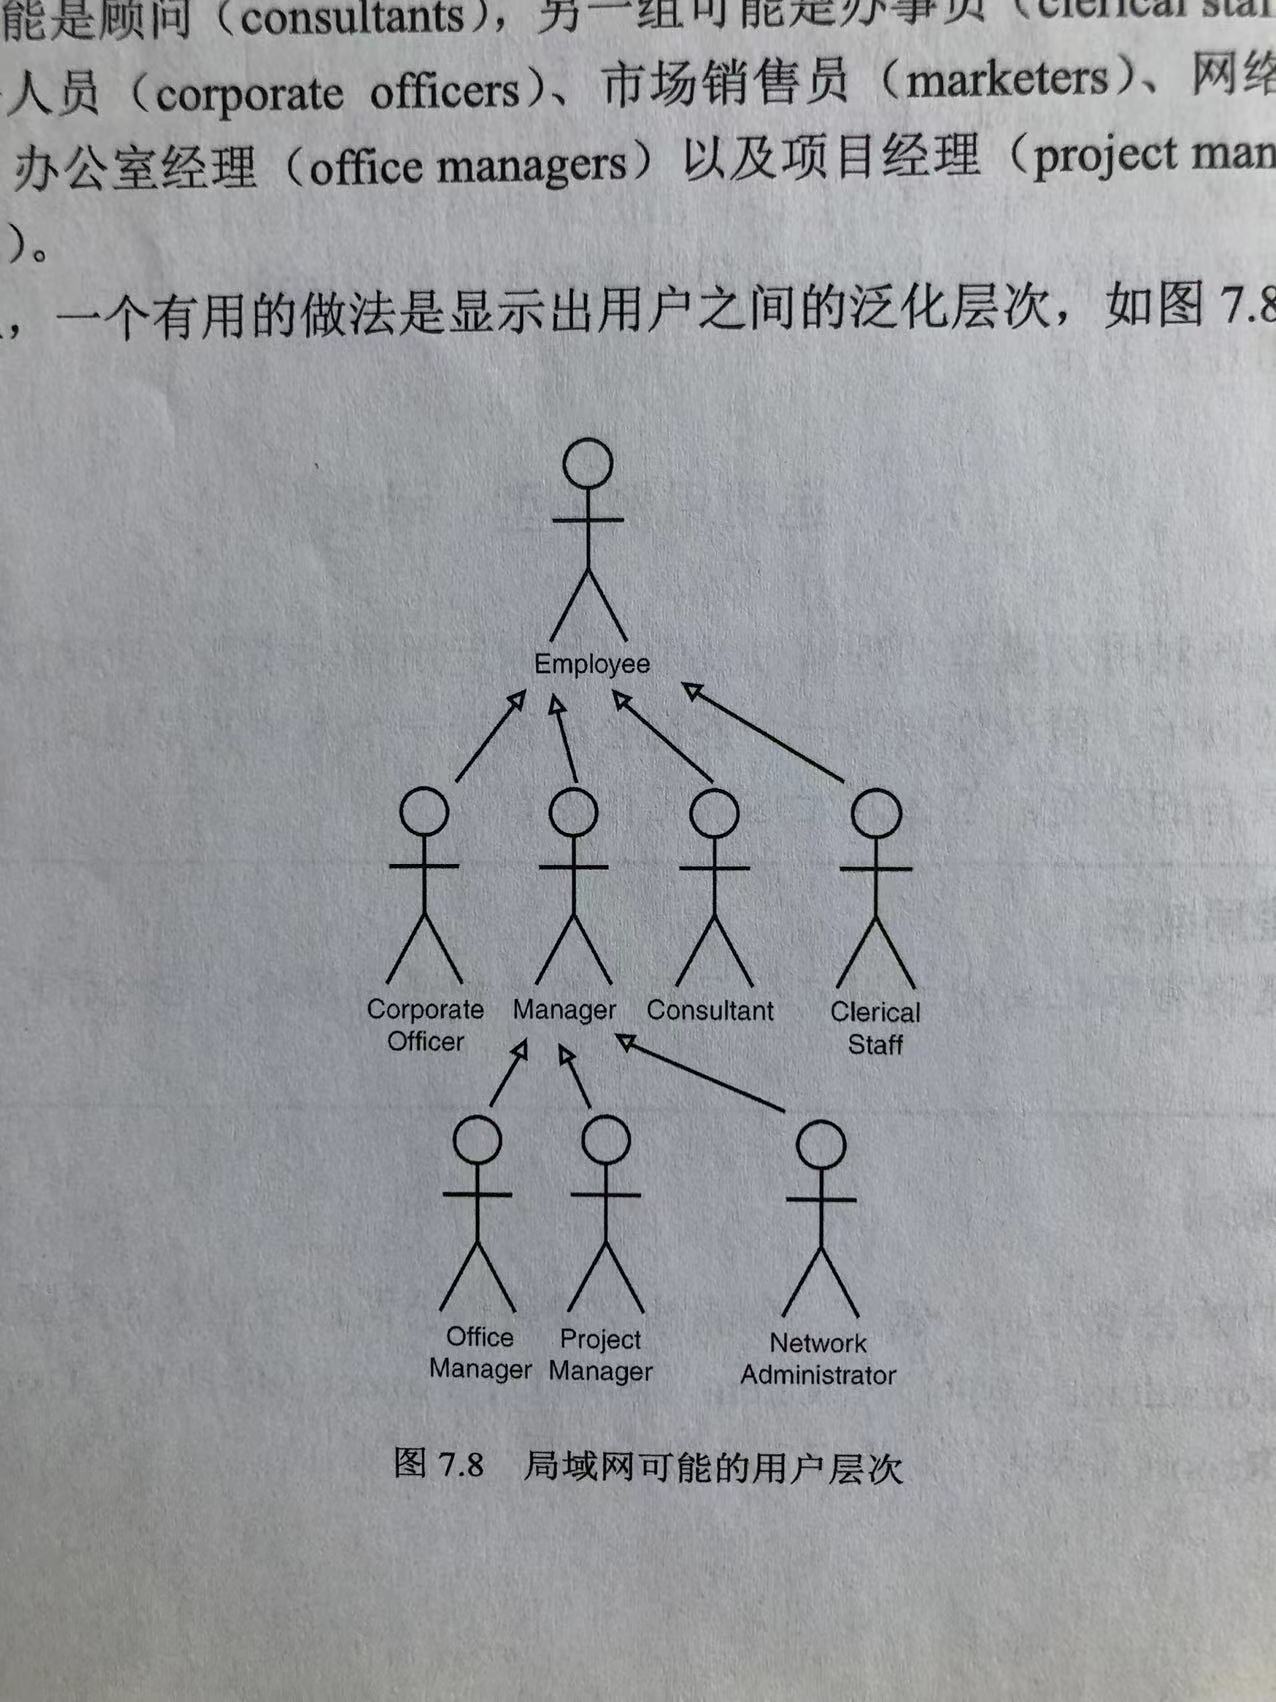 能是顾问（consultants），另一组可能是办事员（clerical staf
人员（corporate officers）、市场销售员（marketers）、网络
办公室经理（office managers）以及项目经理（project man
）。
，一个有用的做法是显示出用户之间的泛化层次，如图 7.8
Employee
Corporate Officer
Manager
Consultant
Clerical Staff
Office Manager
Project Manager
Network Administrator
图 7.8 局域网可能的用户层次